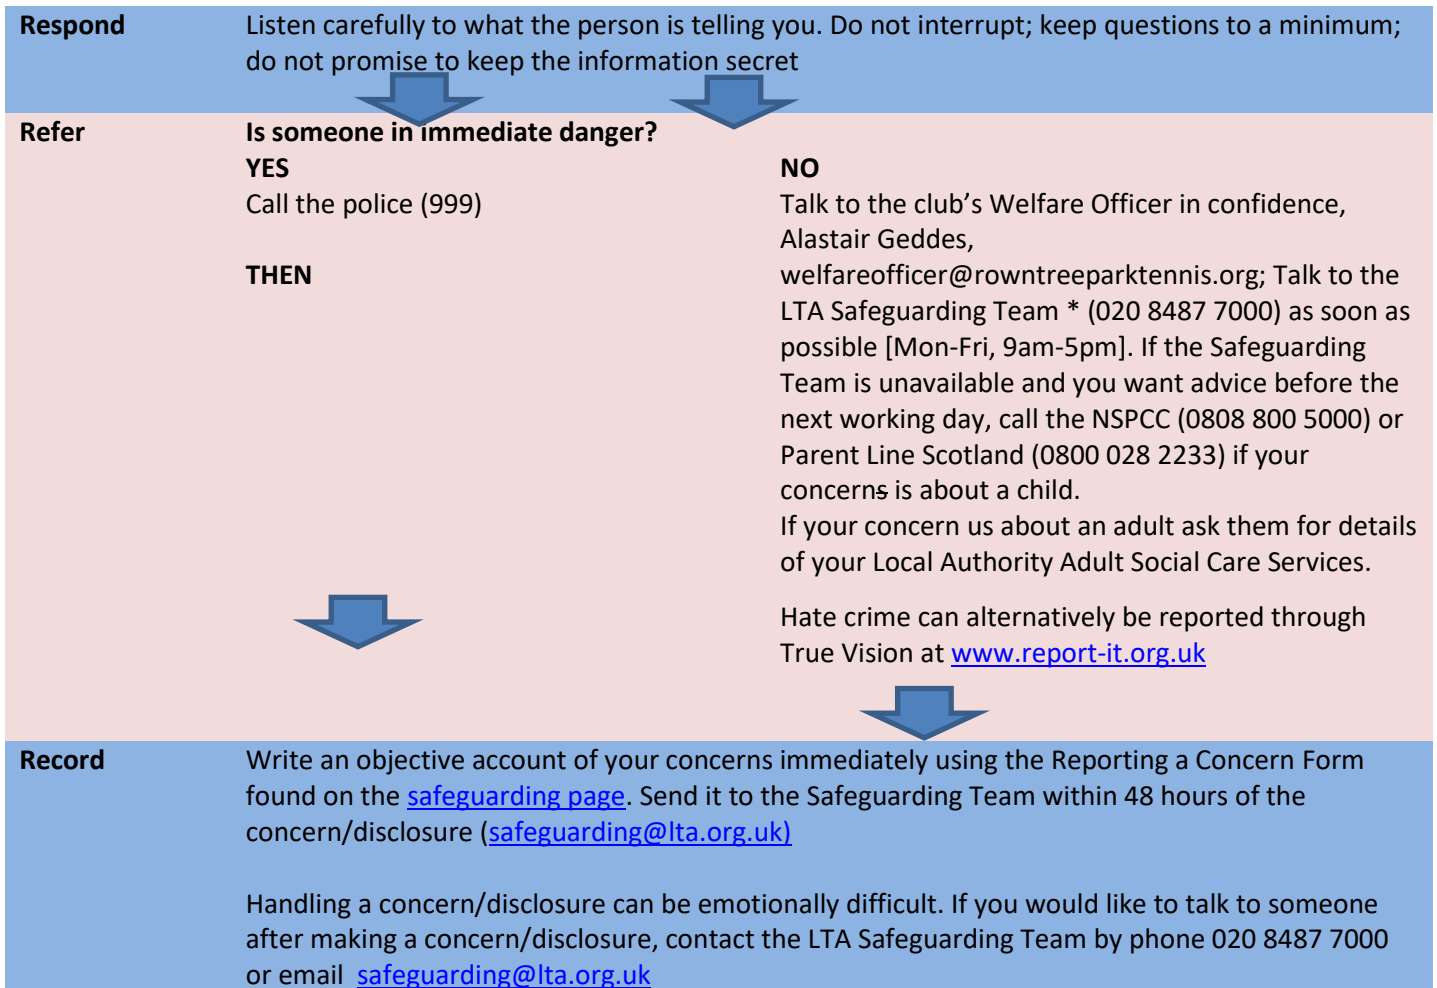 Respond
Listen carefully to what the person is telling you. Do not interrupt; keep questions to a minimum;
do not promise to keep the information secret
Refer
Is someone in immediate danger?
YES
Call the police (999)
THEN
NO
Talk to the club’s Welfare Officer in confidence,
Alastair Geddes,
welfareofficer@rowntreeparktennis.org; Talk to the
LTA Safeguarding Team * (020 8487 7000) as soon as
possible [Mon-Fri, 9am-5pm]. If the Safeguarding
Team is unavailable and you want advice before the
next working day, call the NSPCC (0808 800 5000) or
Parent Line Scotland (0800 028 2233) if your
concerns is about a child.
If your concern us about an adult ask them for details
of your Local Authority Adult Social Care Services.
Hate crime can alternatively be reported through
True Vision at www.report-it.org.uk
Record
Write an objective account of your concerns immediately using the Reporting a Concern Form
found on the safeguarding page. Send it to the Safeguarding Team within 48 hours of the
concern/disclosure (safeguarding@lta.org.uk)
Handling a concern/disclosure can be emotionally difficult. If you would like to talk to someone
after making a concern/disclosure, contact the LTA Safeguarding Team by phone 020 8487 7000
or email safeguarding@lta.org.uk